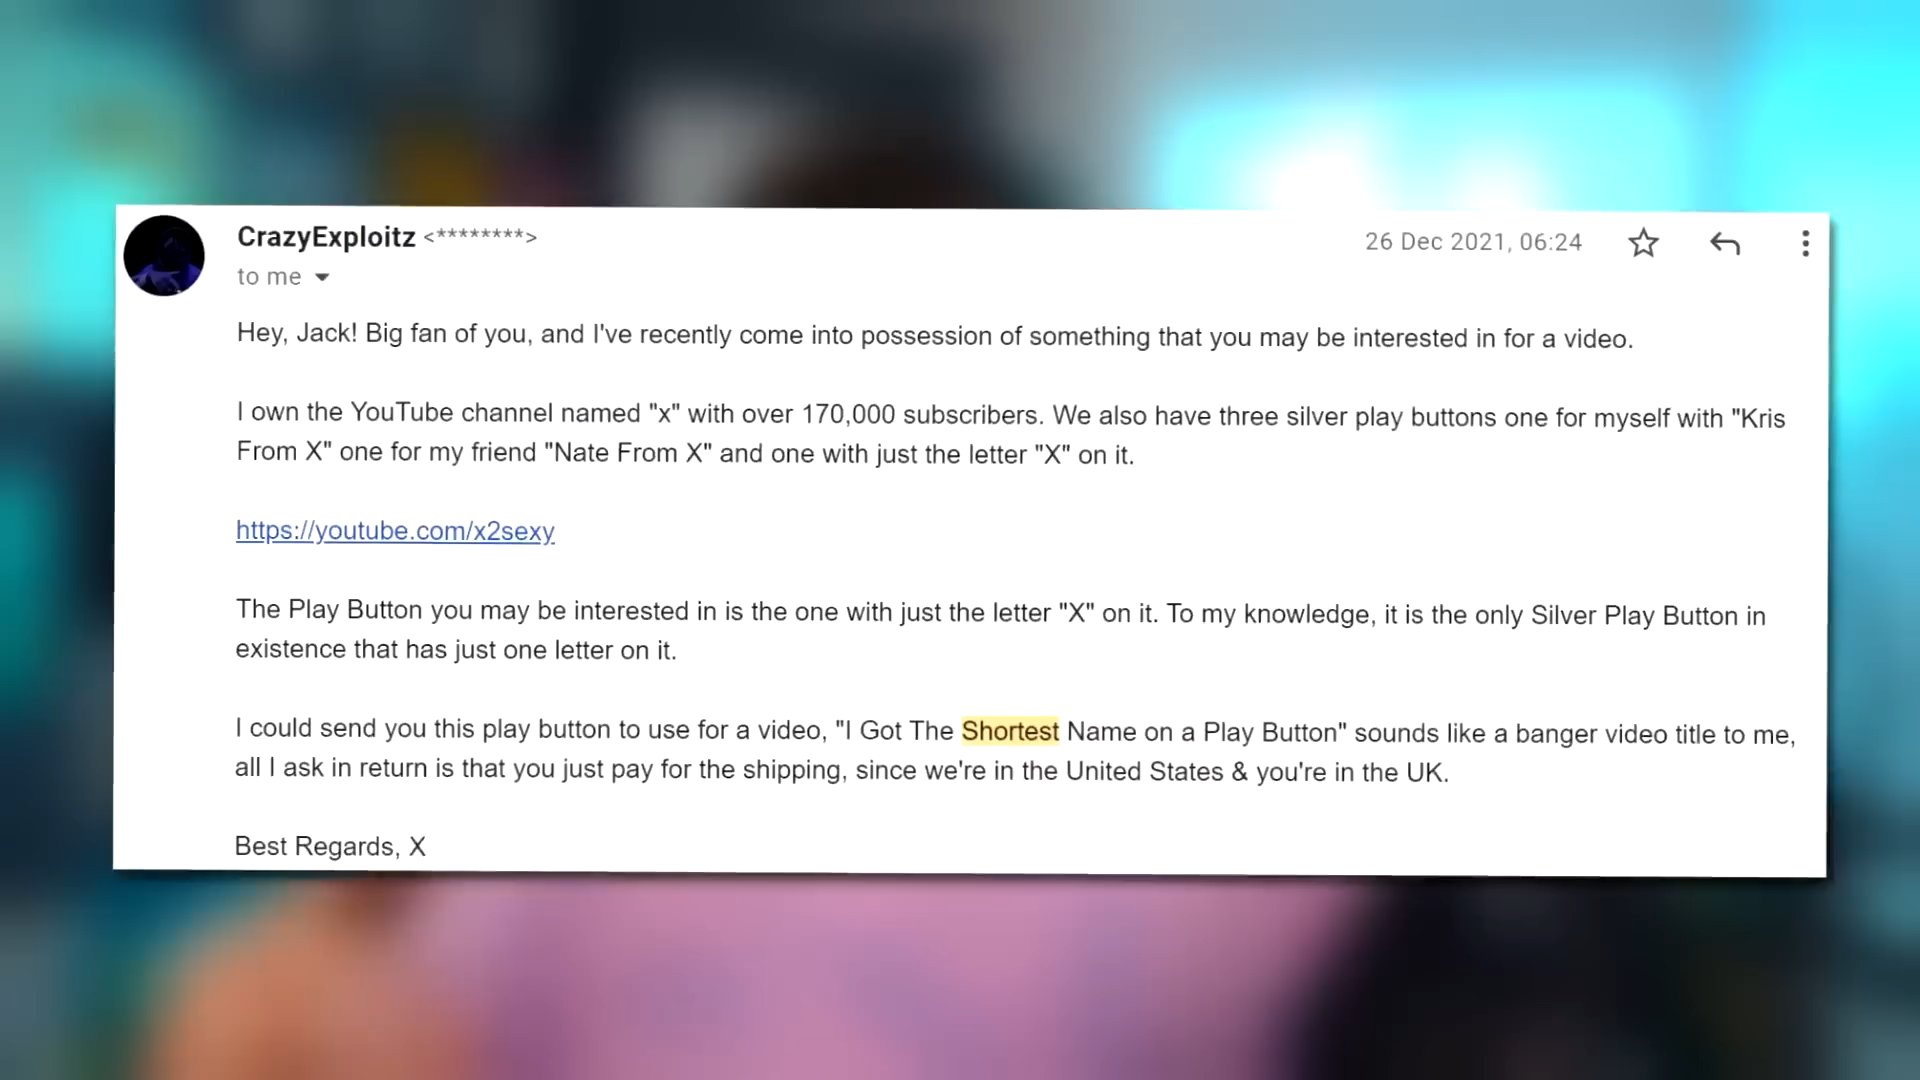 CrazyExploitz <********>
26 Dec 2021, 06:24
to me
Hey, Jack! Big fan of you, and I've recently come into possession of something that you may be interested in for a video.
I own the YouTube channel named "x" with over 170,000 subscribers. We also have three silver play buttons one for myself with "Kris
From X" one for my friend "Nate From X" and one with just the letter "X" on it.
https://youtube.com/x2sexy
The Play Button you may be interested in is the one with just the letter "X" on it. To my knowledge, it is the only Silver Play Button in
existence that has just one letter on it.
I could send you this play button to use for a video, "I Got The Shortest Name on a Play Button" sounds like a banger video title to me,
all I ask in return is that you just pay for the shipping, since we're in the United States & you're in the UK.
Best Regards, X